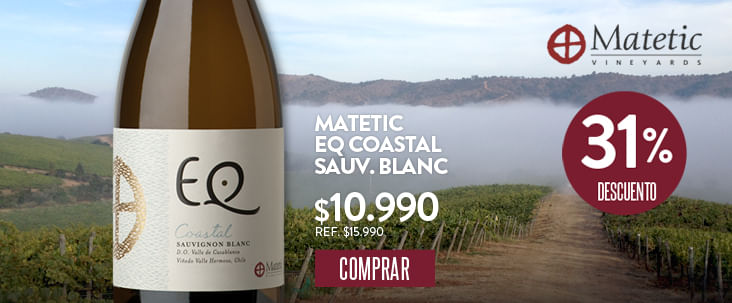 Matetic
VINEYARDS
MATETIC
EQ COASTAL
SAUV. BLANC
$10.990
REF. $15.990
COMPRAR
31%
DESCUENTO
EQ
Coastal
SAUVIGNON BLANC
D.O. Valle de Casablanca
Viñedo Valle Hermoso, Chile
Matetic